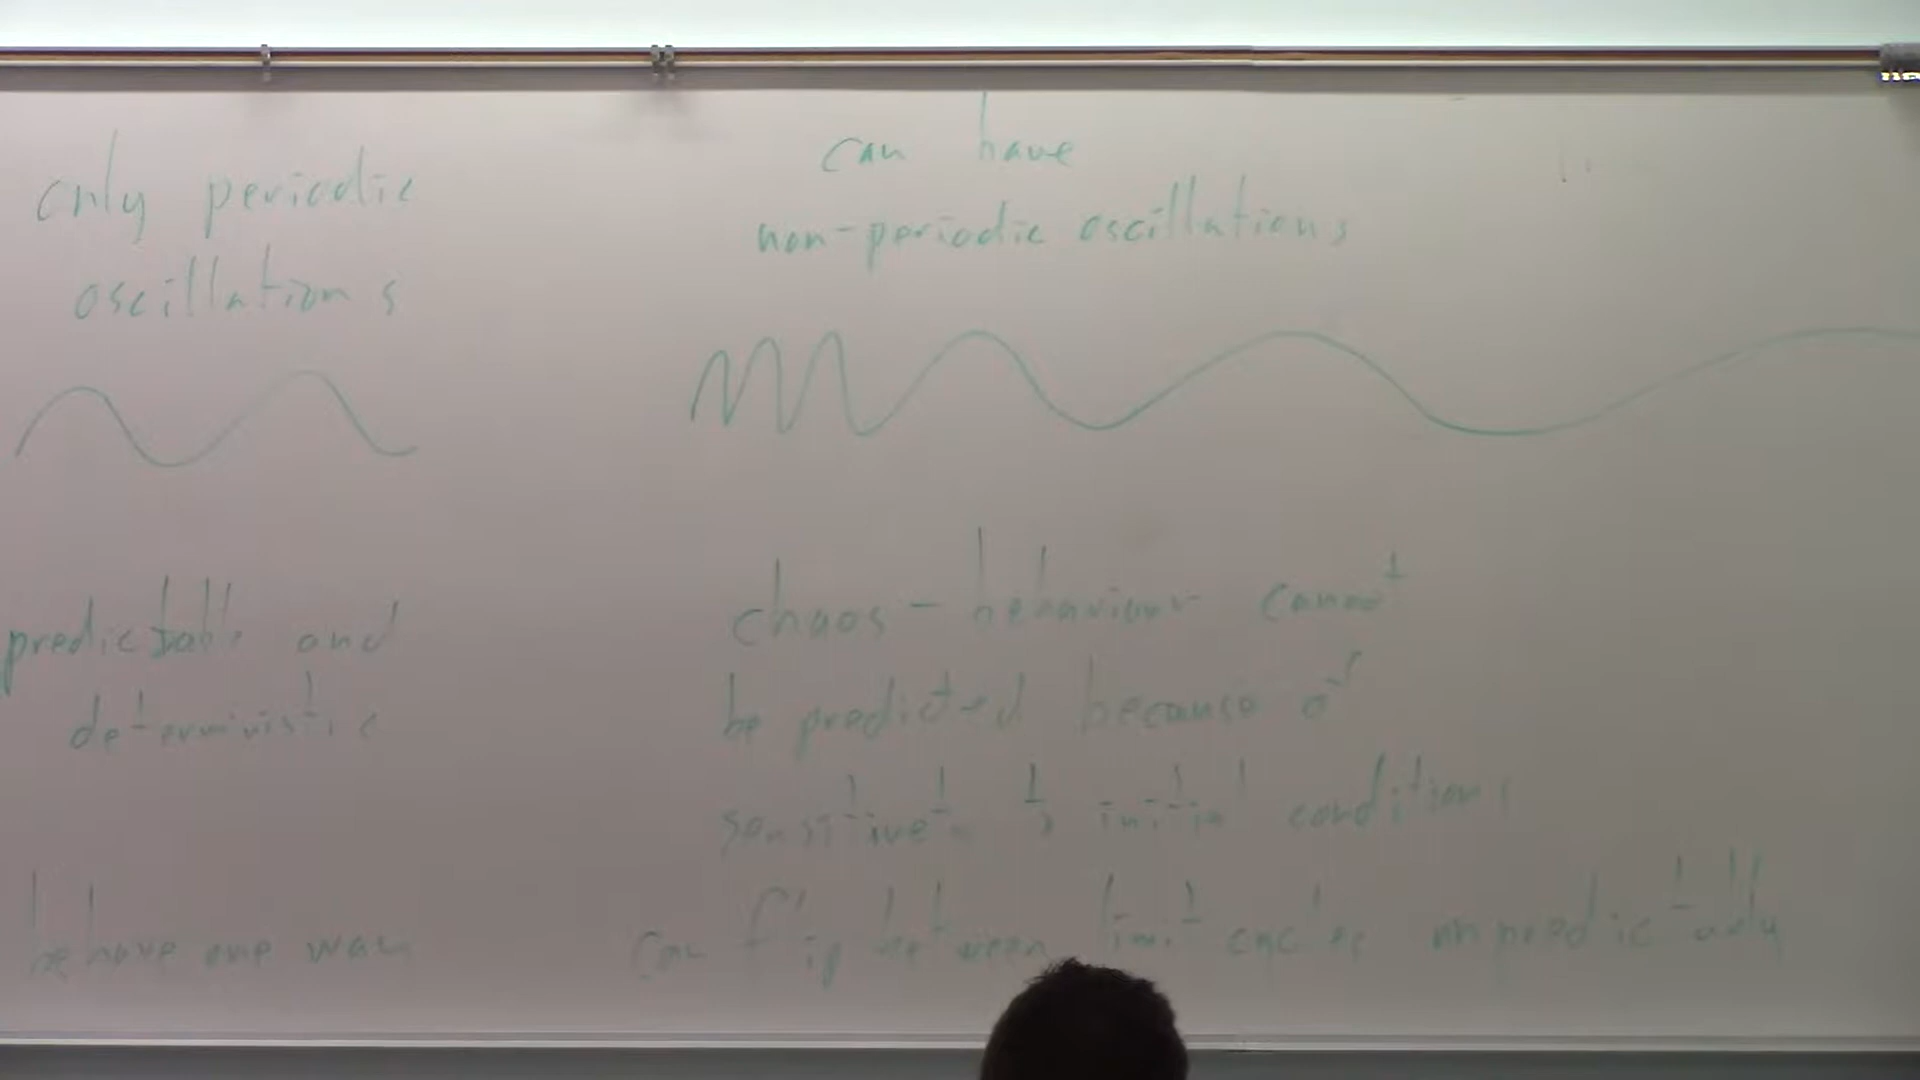 only periodic
oscillations
predictable and
deterministic
behave one way
can have
non-periodic oscillations
chaos - behaviour cannot
be predicted because of
sensitive to initial conditions
can flip between limit cycles unpredictably